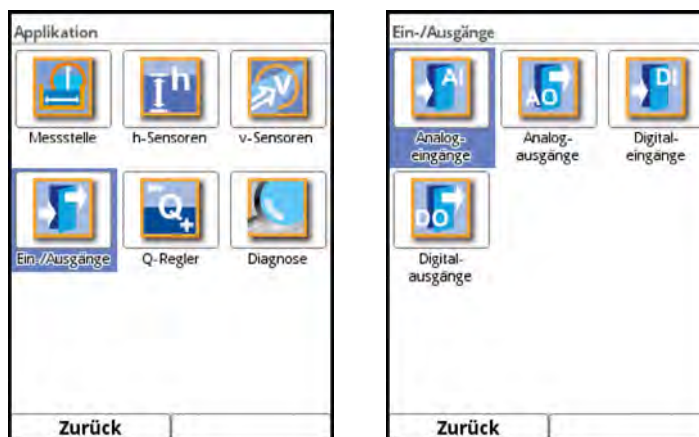 Applikation
Messstelle
h-Sensoren
v-Sensoren
Ein-/Ausgänge
Q-Regler
Diagnose
Zurück
Ein-/Ausgänge
AI
AO
DI
Analog-
eingänge
Analog-
ausgänge
Digital-
eingänge
DO
Digital-
ausgänge
Zurück